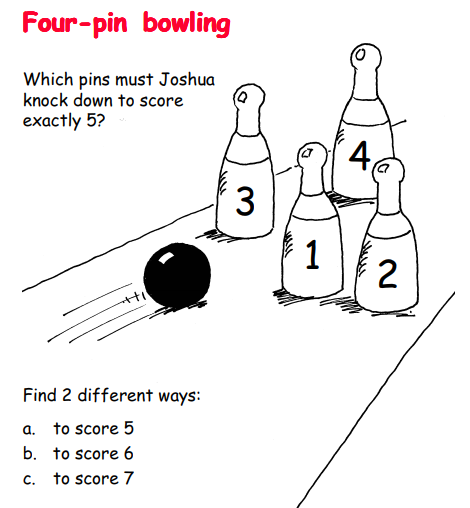 Four-pin bowling
Which pins must Joshua
knock down to score
exactly 5?
4
3
1
2
Find 2 different ways:
a. to score 5
b. to score 6
c. to score 7